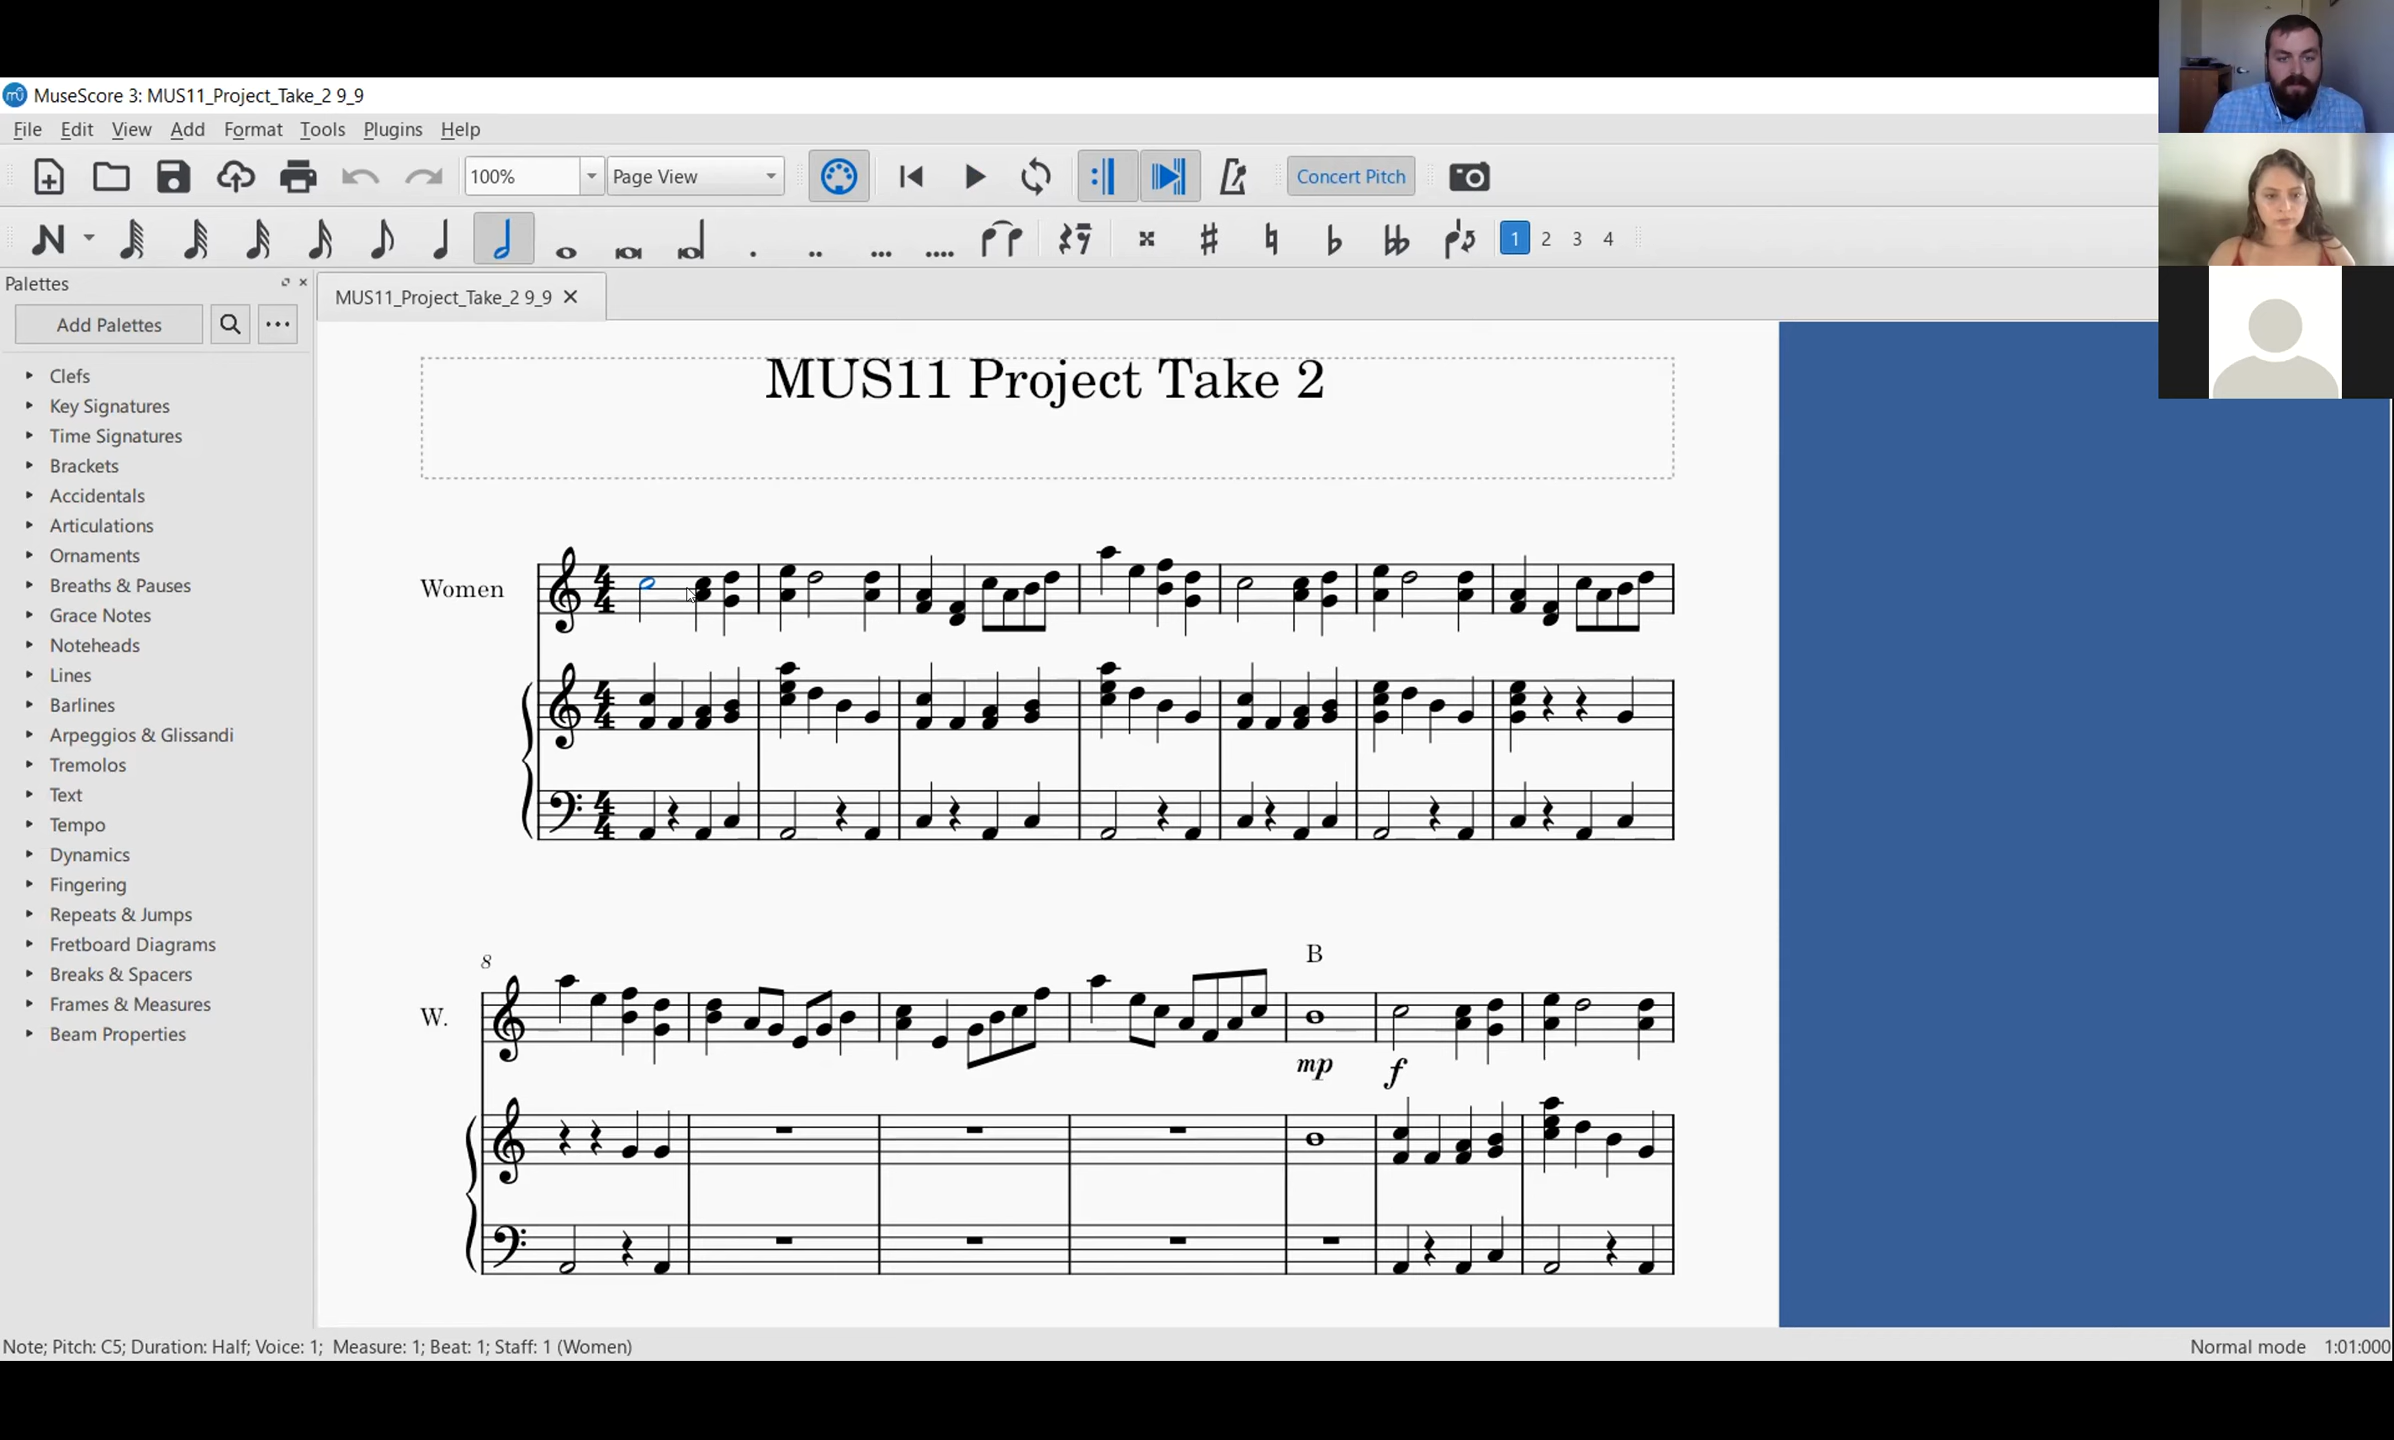 MuseScore 3: MUS11_Project_Take_2 9_9
File Edit View Add Format Tools Plugins Help
100% Page View Concert Pitch
1 2 3 4
Palettes
MUS11_Project_Take_2 9_9
Add Palettes
Clefs
Key Signatures
Time Signatures
Brackets
Accidentals
Articulations
Ornaments
Breaths & Pauses
Grace Notes
Noteheads
Lines
Barlines
Arpeggios & Glissandi
Tremolos
Text
Tempo
Dynamics
Fingering
Repeats & Jumps
Fretboard Diagrams
Breaks & Spacers
Frames & Measures
Beam Properties
MUS11 Project Take 2
Women
8
B
W.
mp f
Note; Pitch: C5; Duration: Half; Voice: 1; Measure: 1; Beat: 1; Staff: 1 (Women)
Normal mode 1:01:000